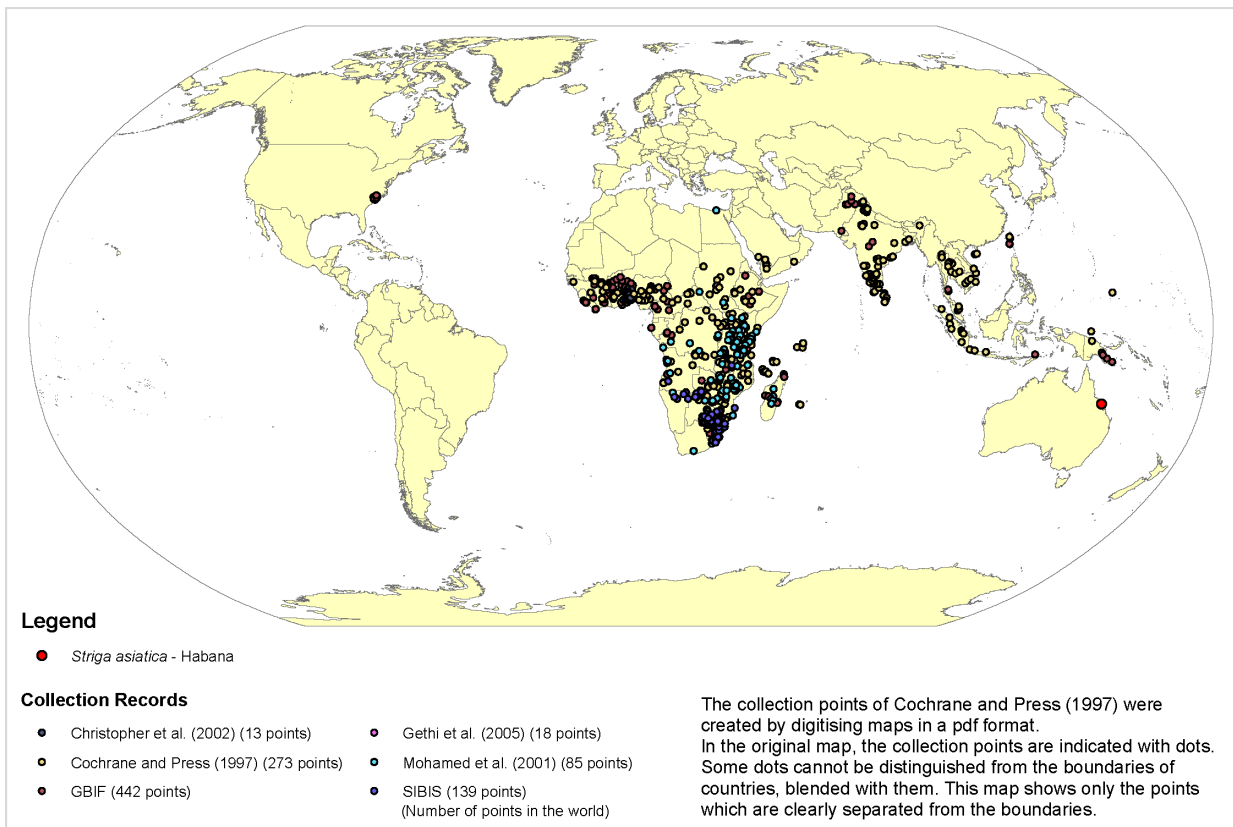 Legend
Striga asiatica - Habana
Collection Records
Christopher et al. (2002) (13 points)
Cochrane and Press (1997) (273 points)
GBIF (442 points)
Gethi et al. (2005) (18 points)
Mohamed et al. (2001) (85 points)
SIBIS (139 points)
(Number of points in the world)
The collection points of Cochrane and Press (1997) were
created by digitising maps in a pdf format.
In the original map, the collection points are indicated with dots.
Some dots cannot be distinguished from the boundaries of
countries, blended with them. This map shows only the points
which are clearly separated from the boundaries.